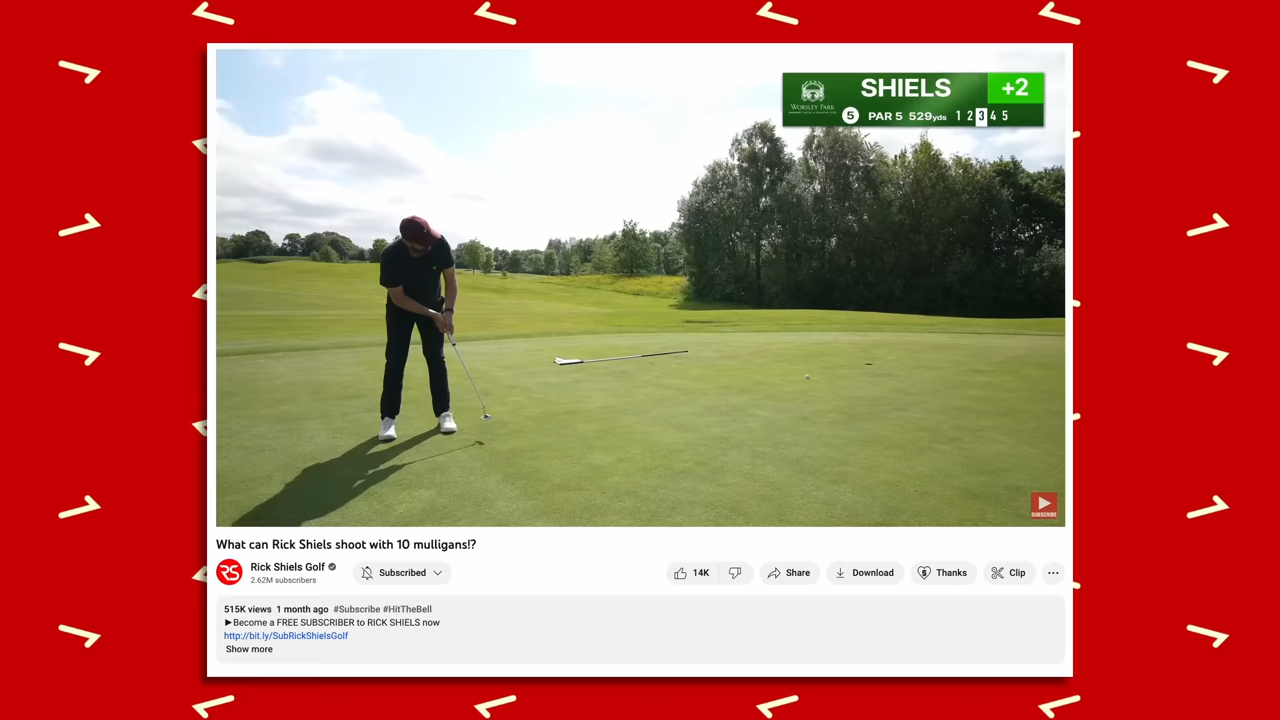 SHIELS +2
WORSLEY PARK
5 PAR 5 529yds 1 2 3 4 5
SUBSCRIBE
What can Rick Shiels shoot with 10 mulligans!?
RS
Rick Shiels Golf
2.62M subscribers
Subscribed
14K
Share
Download
Thanks
Clip
515K views 1 month ago #Subscribe #HitTheBell
▶Become a FREE SUBSCRIBER to RICK SHIELS now
http://bit.ly/SubRickShielsGolf
Show more